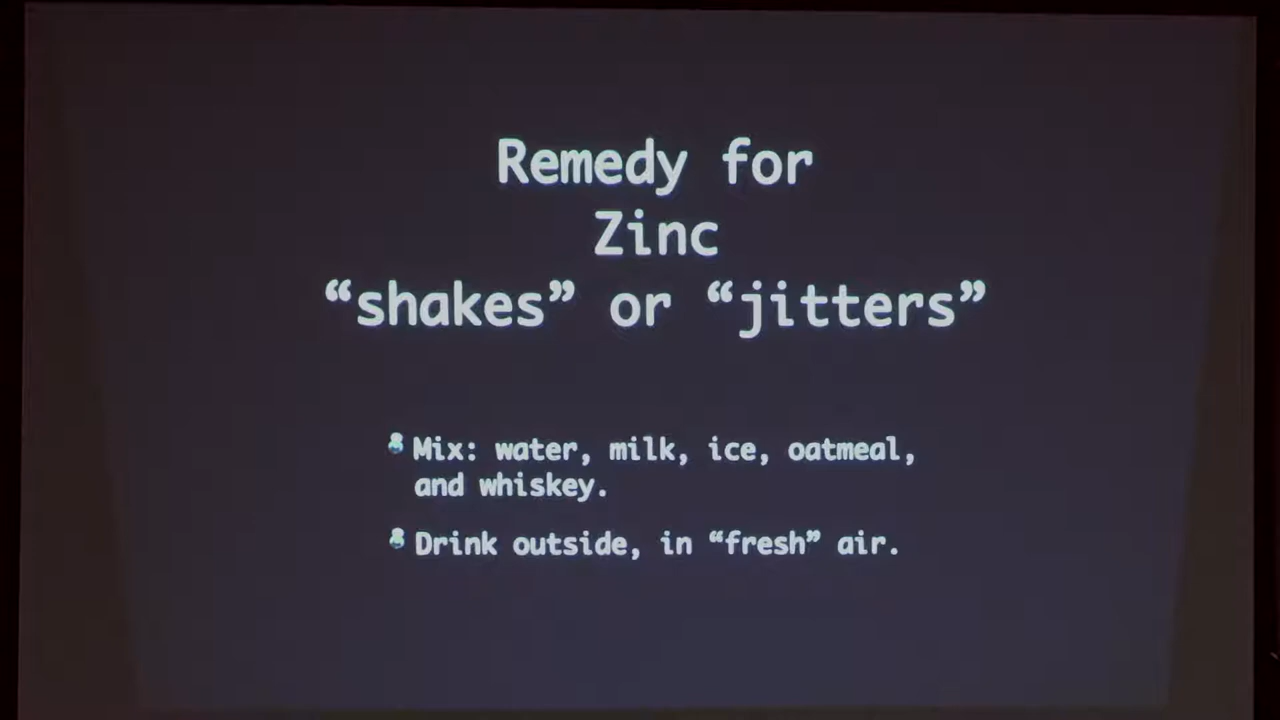 Remedy for
Zinc
“shakes” or “jitters”
Mix: water, milk, ice, oatmeal,
and whiskey.
Drink outside, in “fresh” air.